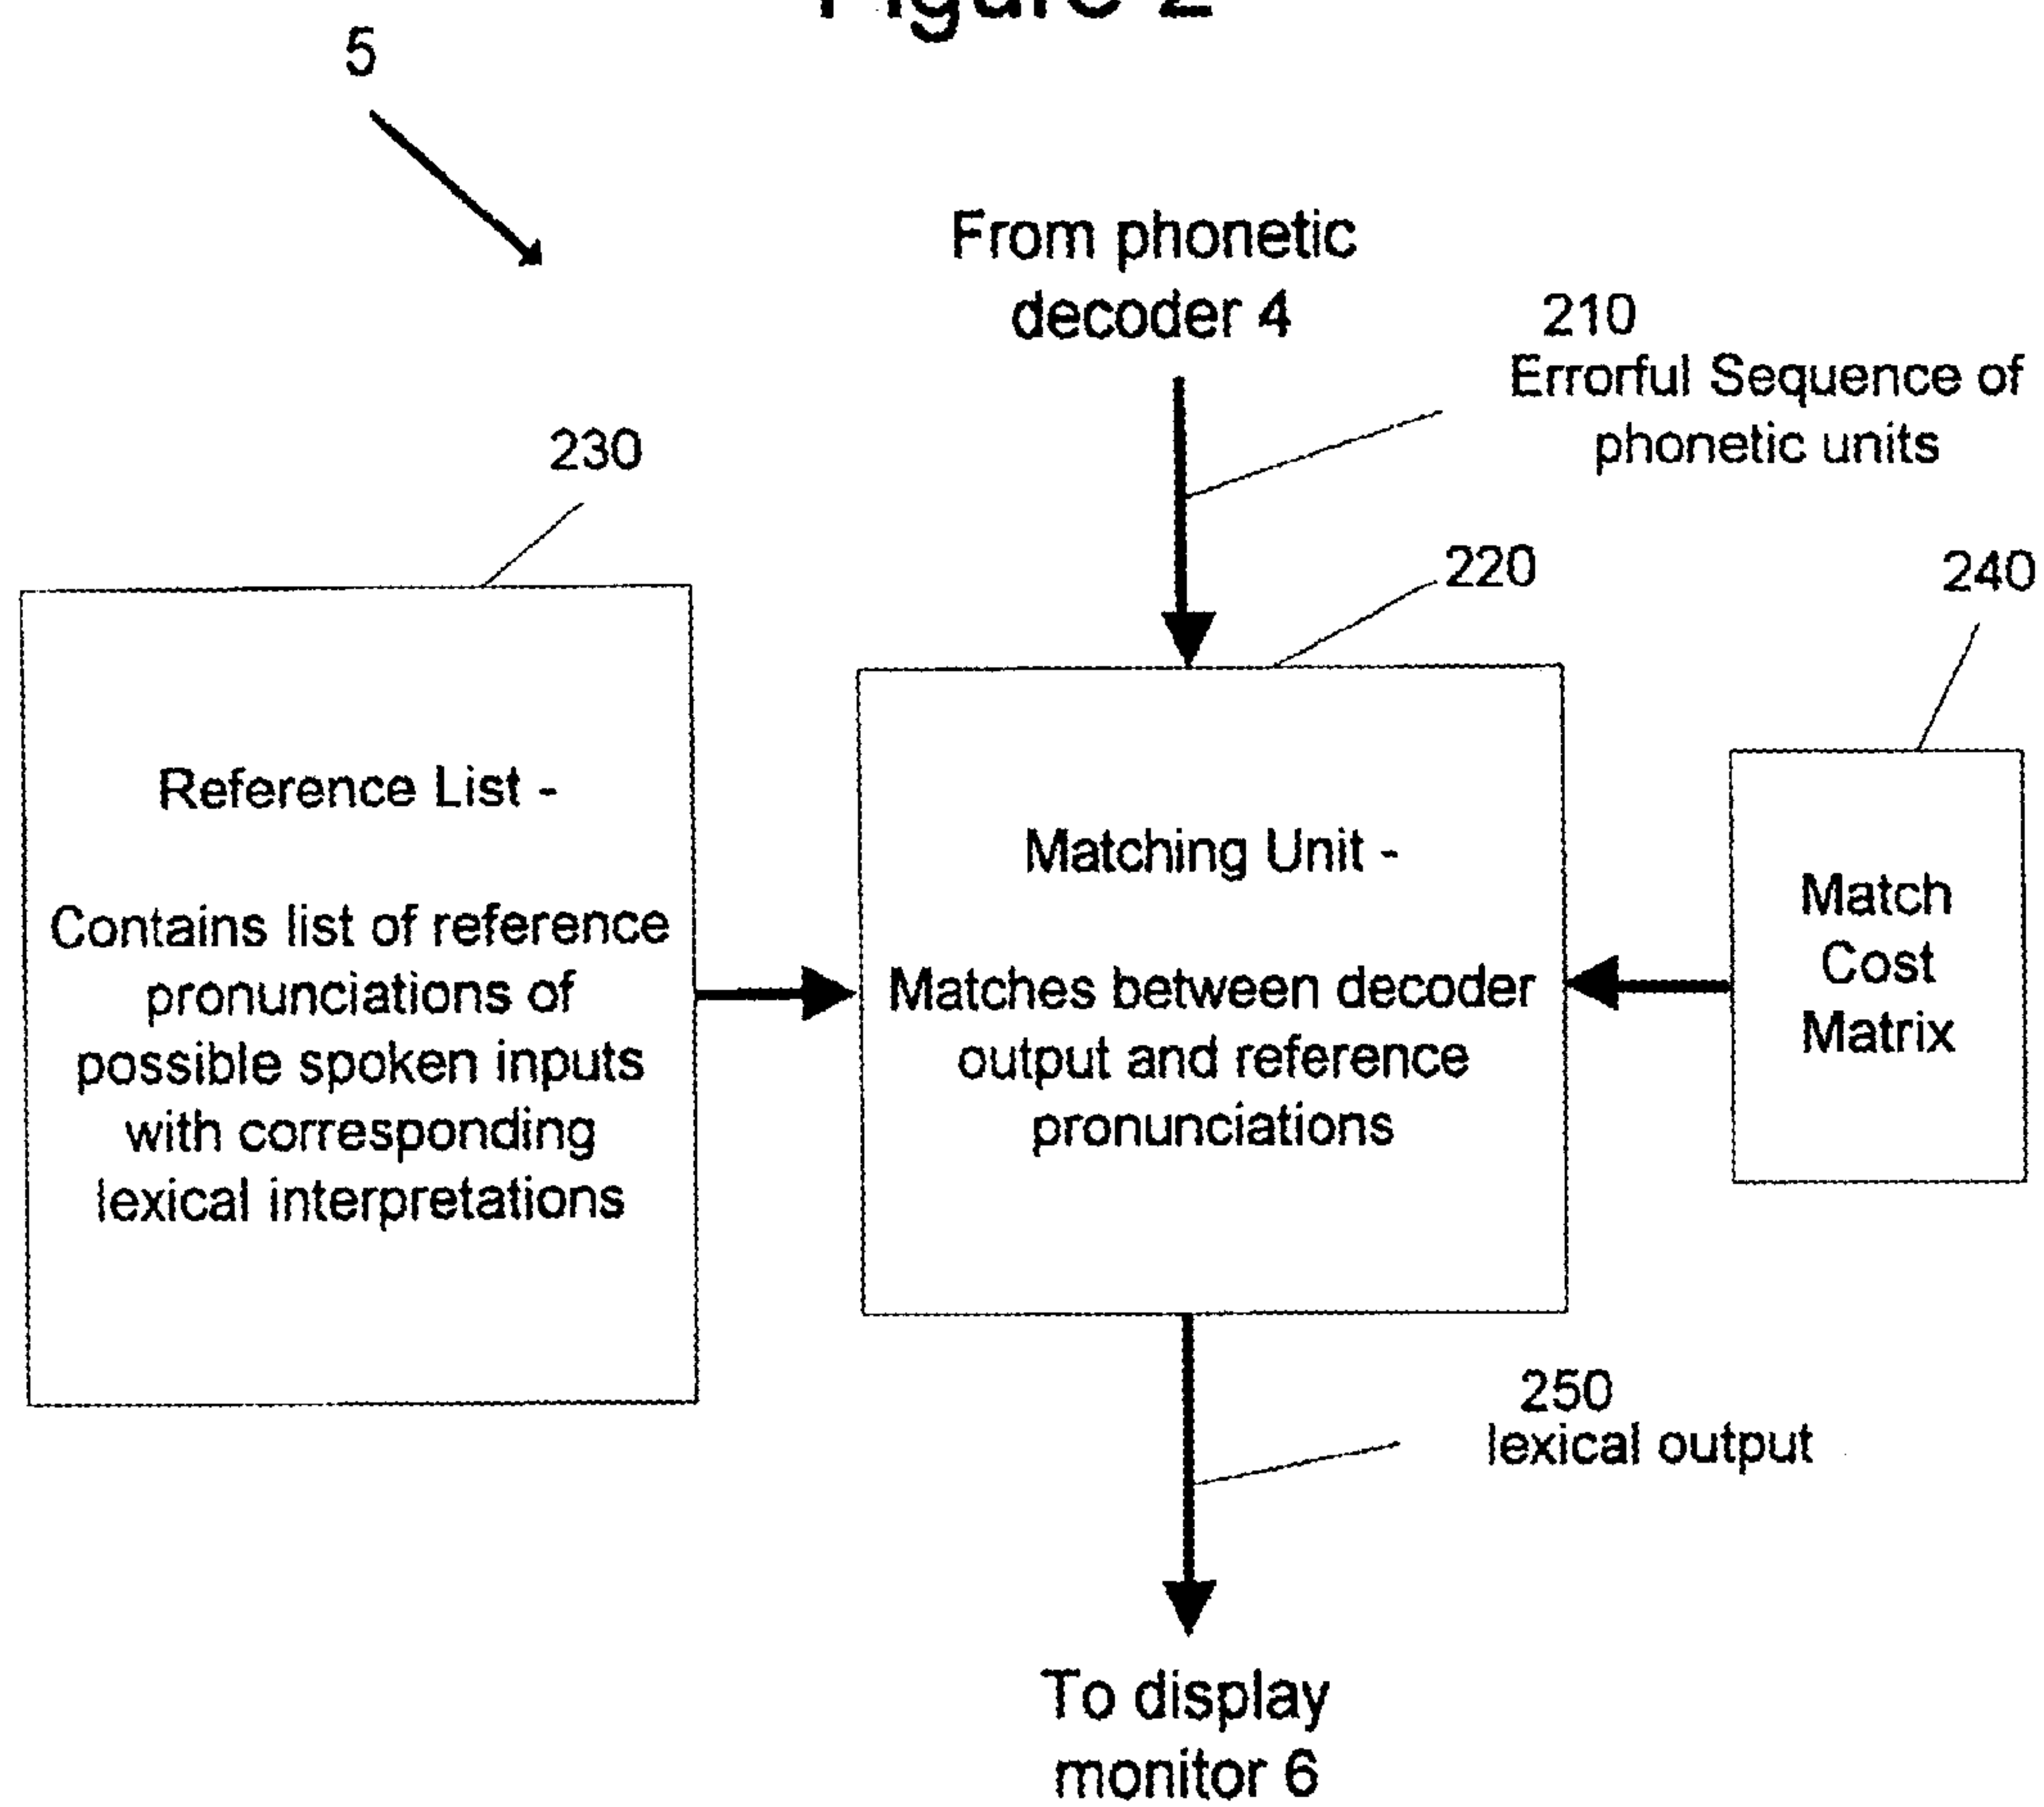 Figure 2
5
From phonetic
decoder 4
210
Errorful Sequence of
phonetic units
230
220
240
Reference List -
Contains list of reference
pronunciations of
possible spoken inputs
with corresponding
lexical interpretations
Matching Unit -
Matches between decoder
output and reference
pronunciations
Match
Cost
Matrix
250
lexical output
To display
monitor 6